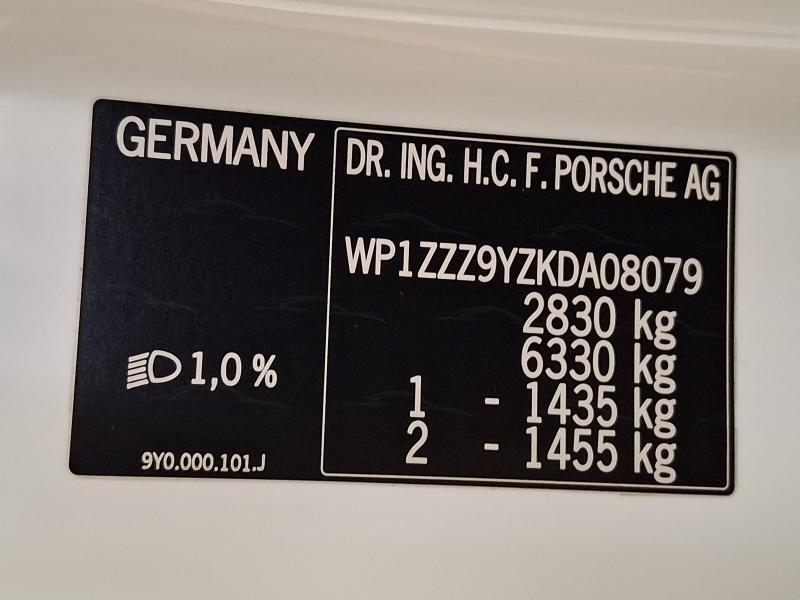 GERMANY
DR. ING. H.C. F. PORSCHE AG
WP1ZZZ9YZKDA08079
2830 kg
6330 kg
1 - 1435 kg
2 - 1455 kg
1,0 %
9Y0.000.101.J